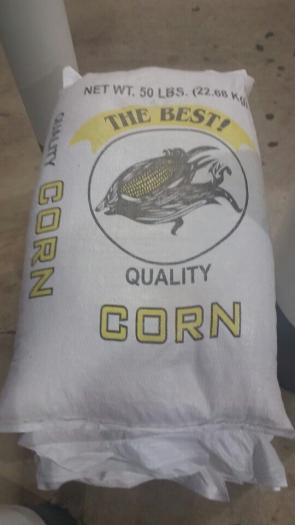 NET WT. 50 LBS. (22.68 KG)
THE BEST!
QUALITY
CORN
QUALITY
CORN